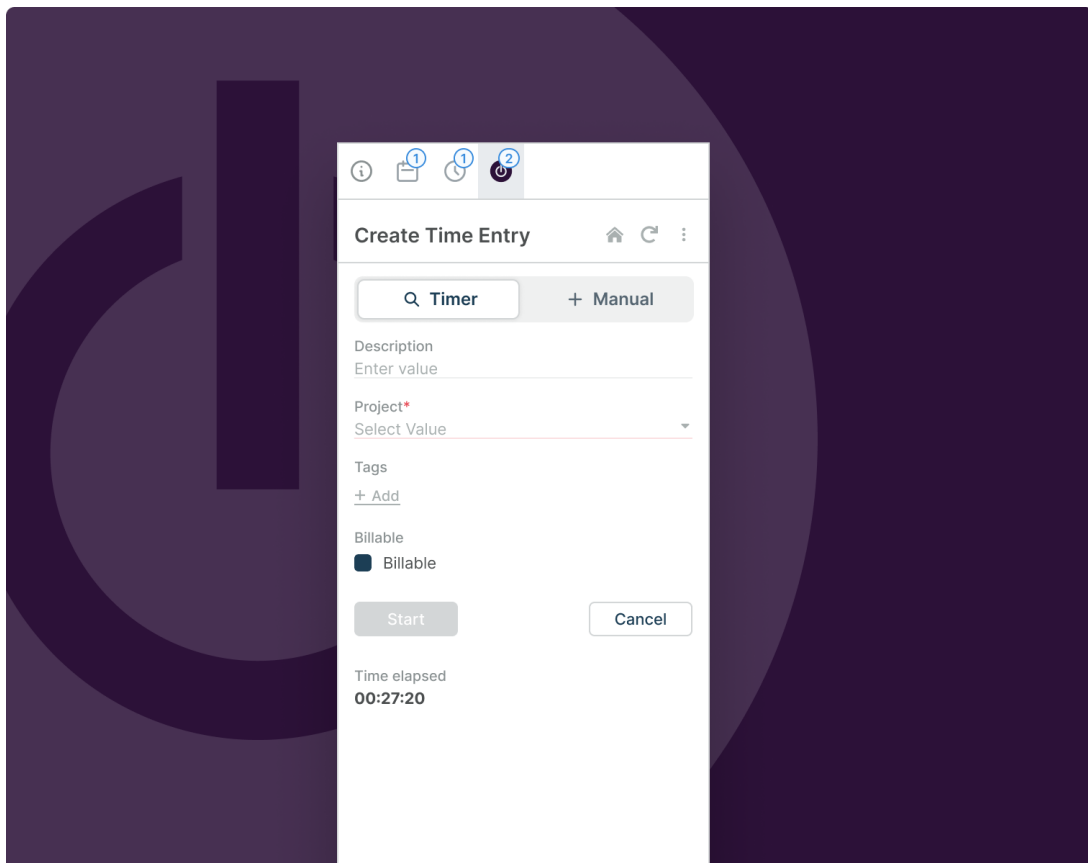 1
1
2
Create Time Entry
Timer
+ Manual
Description
Enter value
Project*
Select Value
Tags
+ Add
Billable
Billable
Start
Cancel
Time elapsed
00:27:20